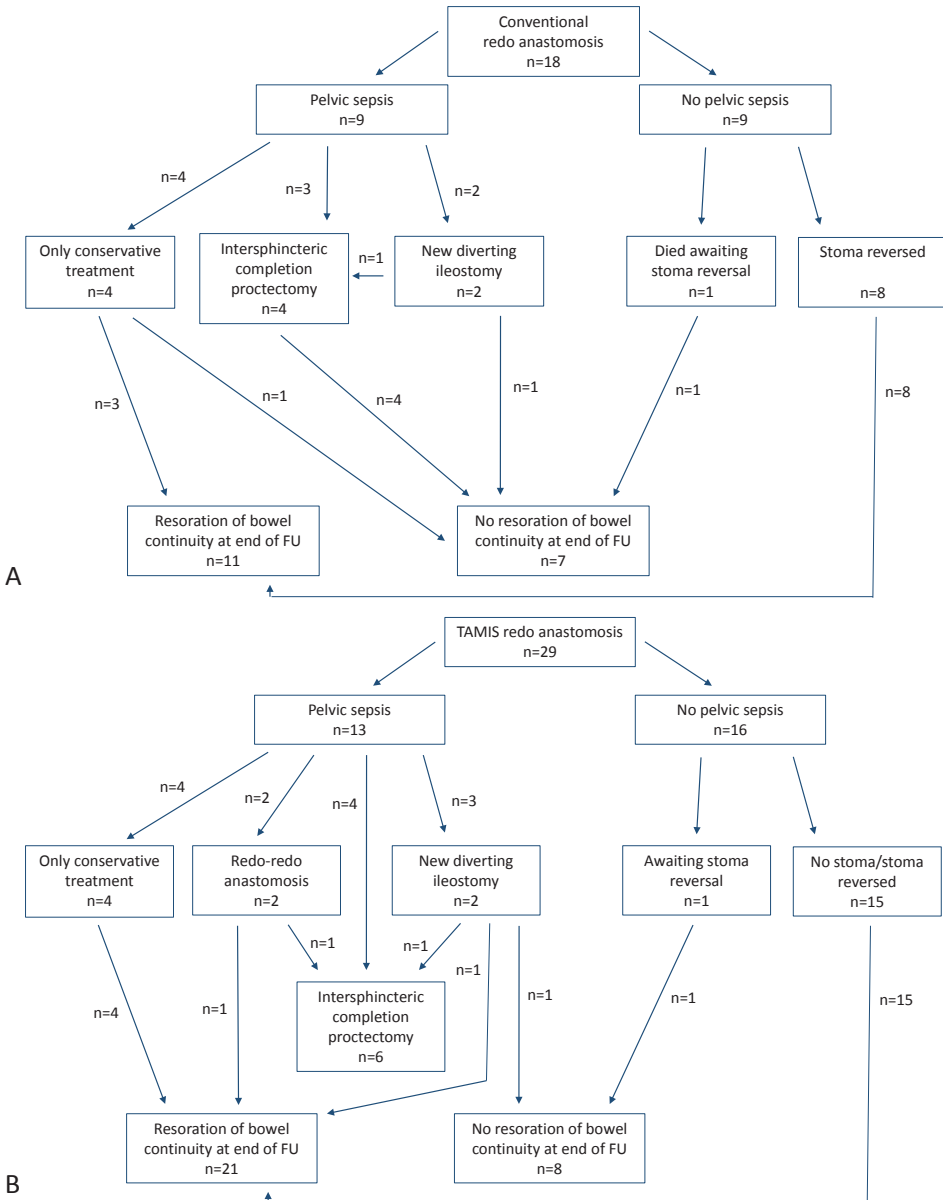 Conventional
redo anastomosis
n=18
Pelvic sepsis
n=9
No pelvic sepsis
n=9
n=4
n=3
n=2
Only conservative
treatment
n=4
Intersphincteric
completion
proctectomy
n=4
n=1
New diverting
ileostomy
n=2
Died awaiting
stoma reversal
n=1
Stoma reversed
n=8
n=3
n=1
n=4
n=1
n=1
n=8
Resoration of bowel
continuity at end of FU
n=11
No resoration of bowel
continuity at end of FU
n=7
A
TAMIS redo anastomosis
n=29
Pelvic sepsis
n=13
No pelvic sepsis
n=16
n=4
n=2
n=4
n=3
Only conservative
treatment
n=4
Redo-redo
anastomosis
n=2
New diverting
ileostomy
n=2
Awaiting stoma
reversal
n=1
No stoma/stoma
reversed
n=15
n=1
n=1
n=1
Intersphincteric
completion
proctectomy
n=6
n=4
n=1
n=1
n=1
n=15
Resoration of bowel
continuity at end of FU
n=21
No resoration of bowel
continuity at end of FU
n=8
B